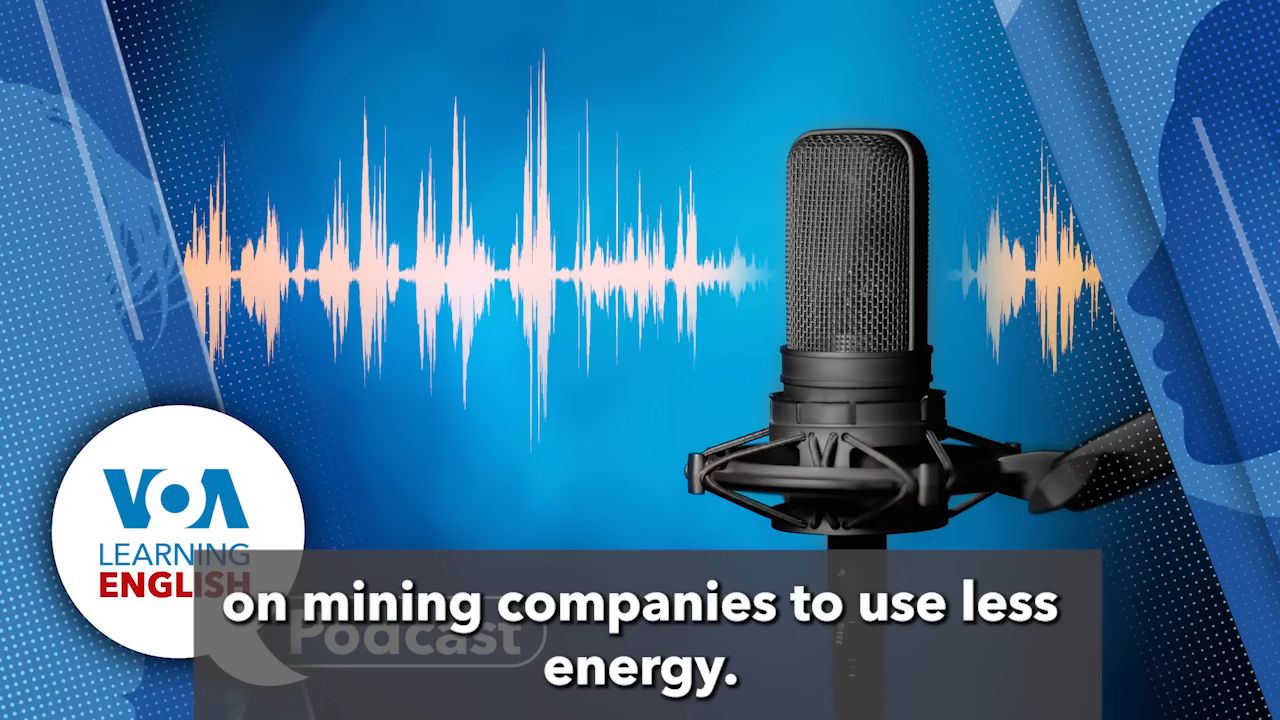 VOA
LEARNING
ENGLISH
Podcast
on mining companies to use less
energy.